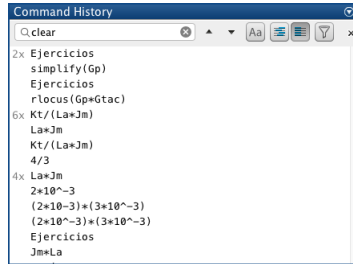 Command History
clear
Aa
2x Ejercicios
simplify(Gp)
Ejercicios
rlocus(Gp*Gtac)
6x Kt/(La*Jm)
La*Jm
Kt/(La*Jm)
4/3
4x La*Jm
2*10^-3
(2*10-3)*(3*10^-3)
(2*10^-3)*(3*10^-3)
Ejercicios
Jm*La